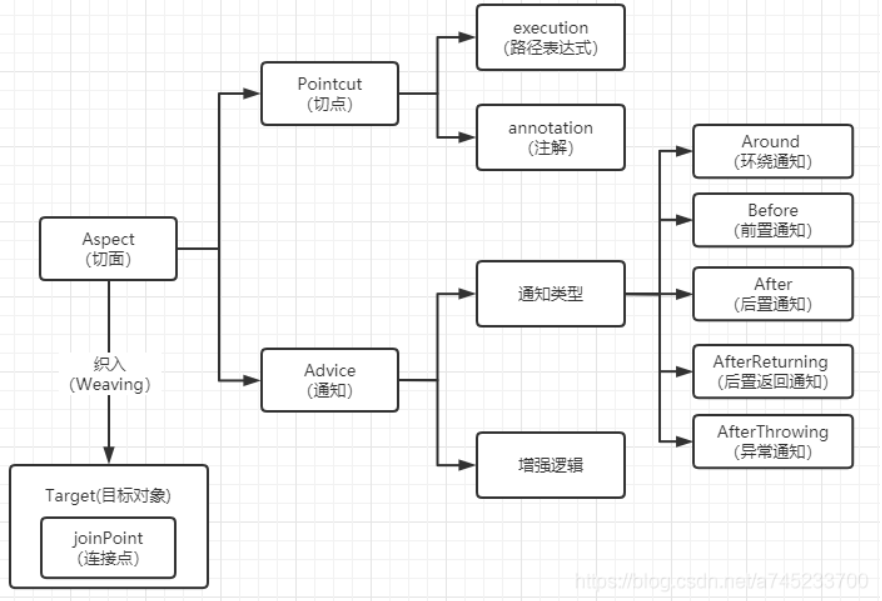 execution
（路径表达式）
Pointcut
（切点）
annotation
（注解）
Around
（环绕通知）
Before
（前置通知）
Aspect
（切面）
通知类型
After
（后置通知）
织入
（Weaving）
Advice
（通知）
AfterReturning
（后置返回通知）
AfterThrowing
（异常通知）
增强逻辑
Target(目标对象)
joinPoint
（连接点）
https://blog.csdn.net/a745233700